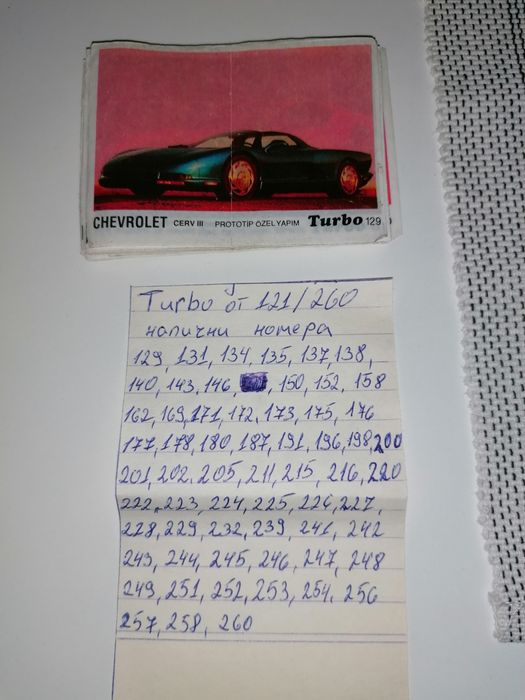 CHEVROLET CERV III PROTOTİP ÖZEL YAPIM Turbo 129
Turbo от 121/260
налични номера
129, 131, 134, 135, 137, 138,
140, 143, 146, 150, 152, 158
162, 169, 171, 172, 173, 175, 176
177, 178, 180, 187, 191, 196, 198, 200
201, 202, 205, 211, 215, 216, 220
222, 223, 224, 225, 226, 227,
228, 229, 232, 239, 241, 242
243, 244, 245, 246, 247, 248
249, 251, 252, 253, 254, 256
257, 258, 260